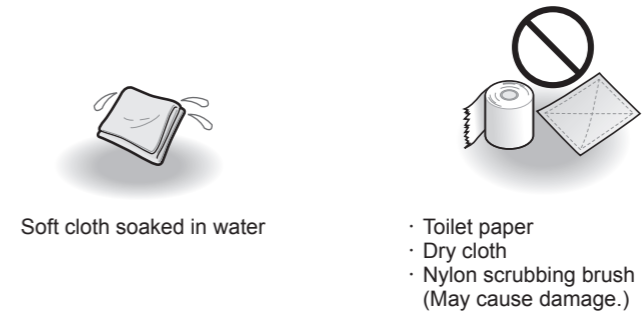 Soft cloth soaked in water
· Toilet paper
· Dry cloth
· Nylon scrubbing brush
(May cause damage.)